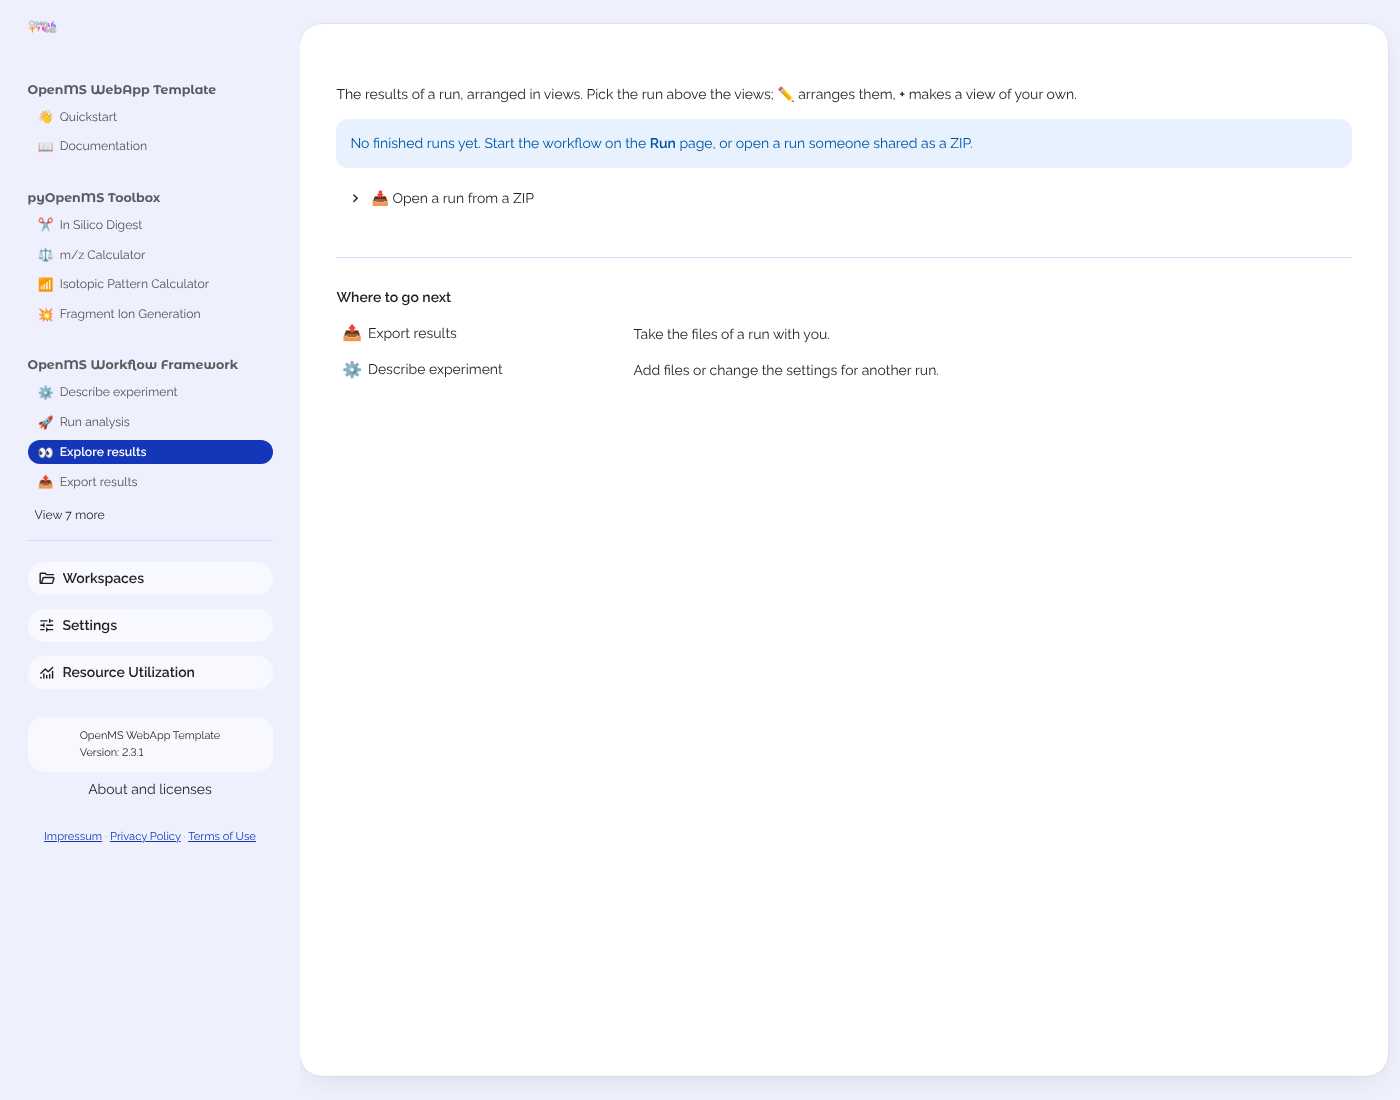 OpenMS WebApp Template
👋 Quickstart
📖 Documentation
pyOpenMS Toolbox
✂️ In Silico Digest
⚖️ m/z Calculator
📶 Isotopic Pattern Calculator
💥 Fragment Ion Generation
OpenMS Workflow Framework
⚙️ Describe experiment
🚀 Run analysis
👀 Explore results
📤 Export results
View 7 more
Workspaces
Settings
Resource Utilization
OpenMS WebApp Template
Version: 2.3.1
About and licenses
Impressum · Privacy Policy · Terms of Use
The results of a run, arranged in views. Pick the run above the views; ✏️ arranges them, + makes a view of your own.
No finished runs yet. Start the workflow on the Run page, or open a run someone shared as a ZIP.
📥 Open a run from a ZIP
Where to go next
📤 Export results Take the files of a run with you.
⚙️ Describe experiment Add files or change the settings for another run.